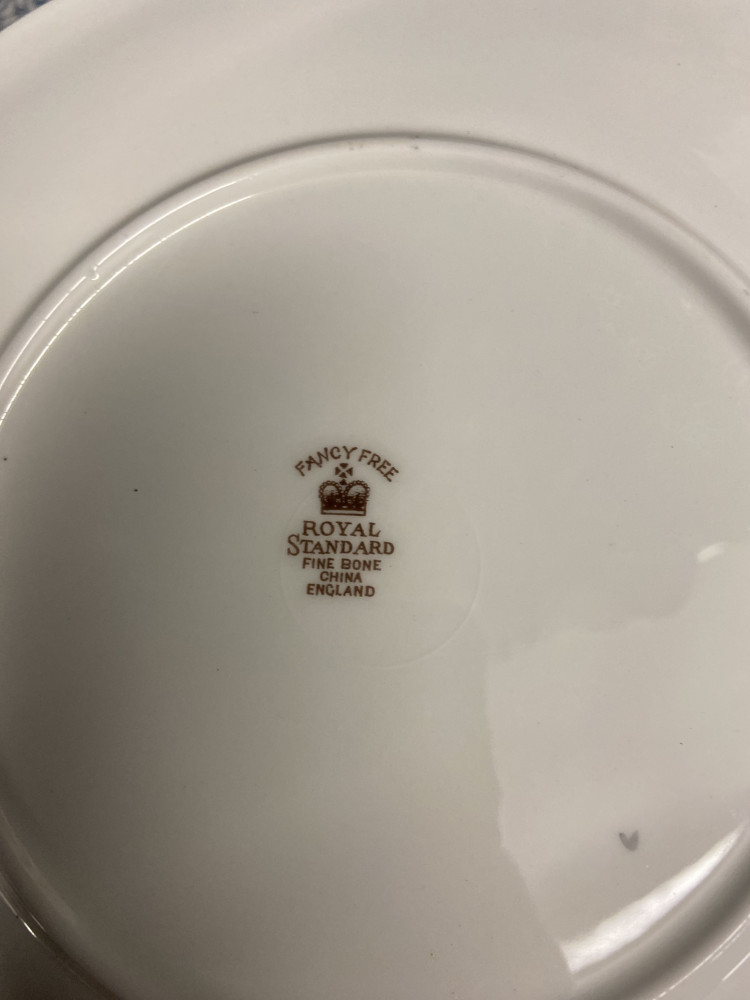 FANCY FREE
ROYAL
STANDARD
FINE BONE
CHINA
ENGLAND